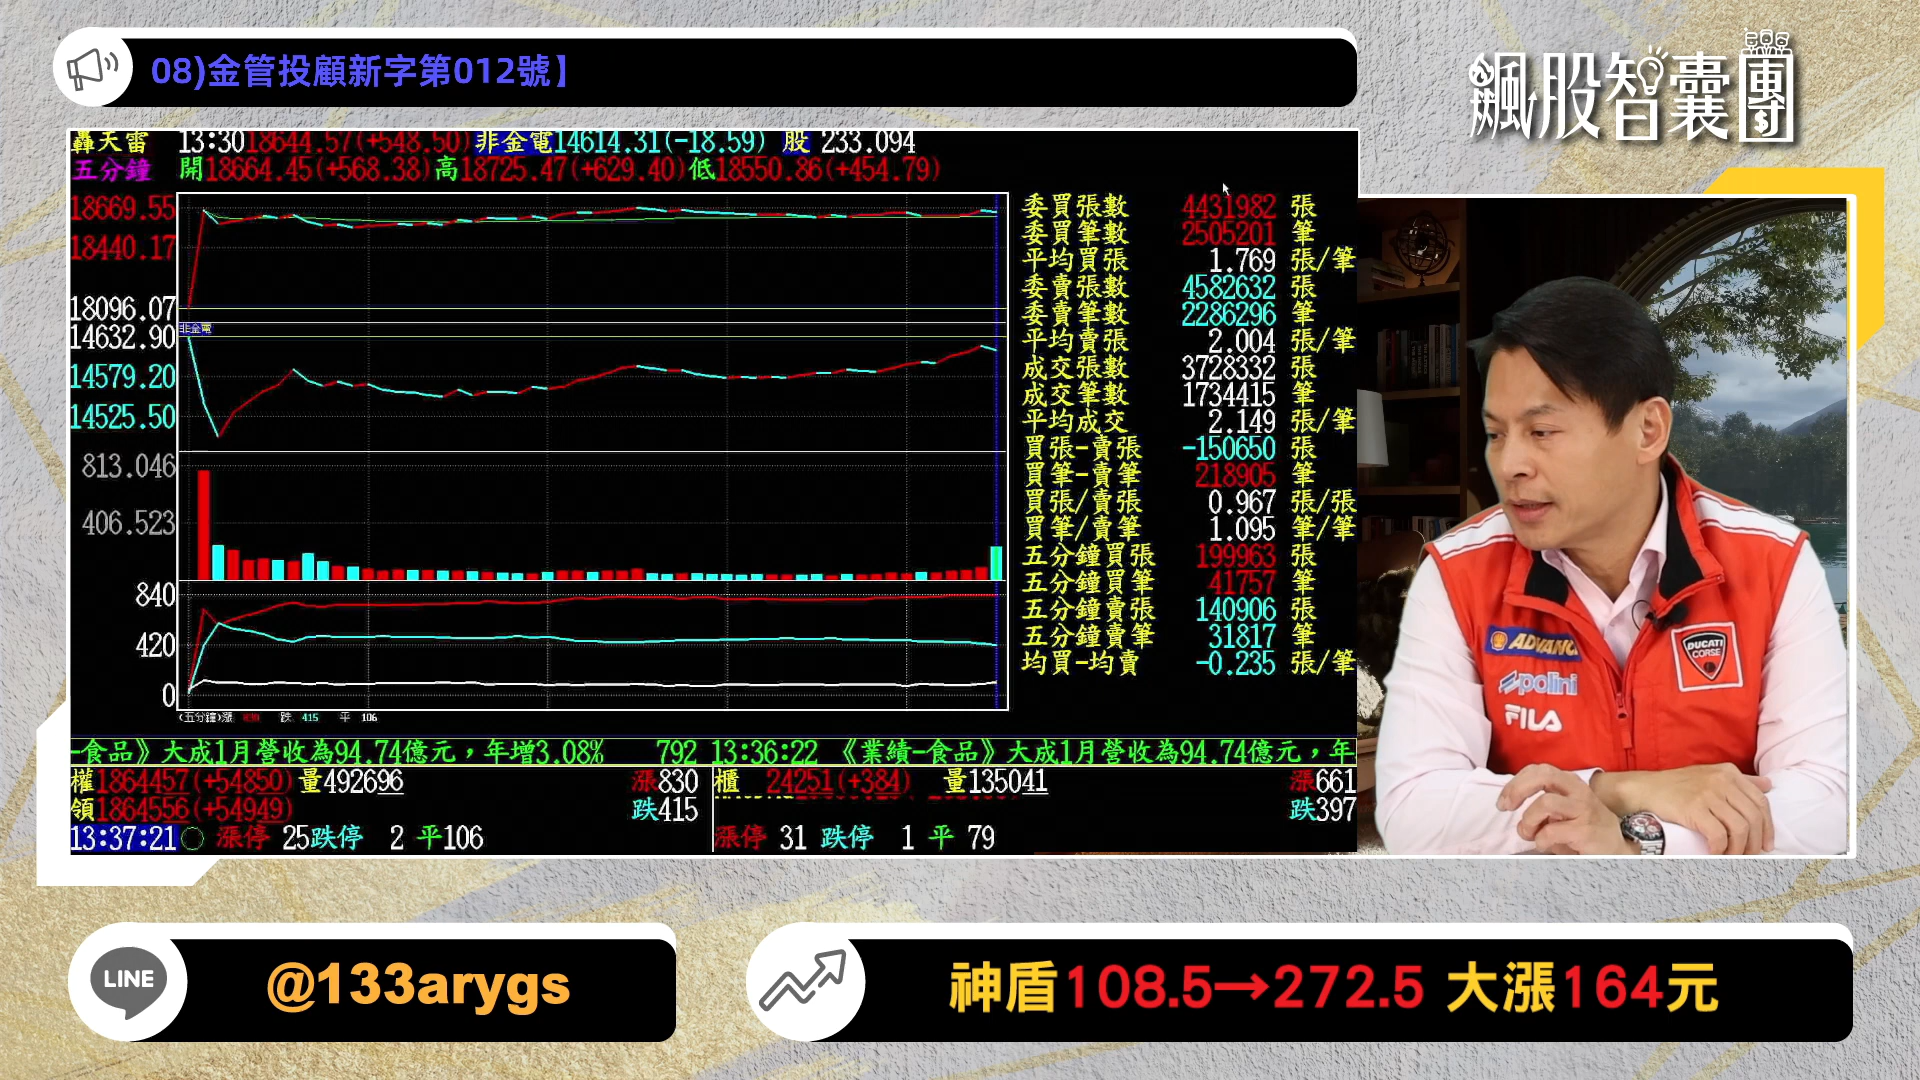 08)金管投顧新字第012號】
飆股智囊團
轟天雷 13:30 18644.57(+548.50) 非金電14614.31(-18.59) 股 233.094
五分鐘 開18664.45(+568.38)高18725.47(+629.40)低18550.86(+454.79)
18669.55
18440.17
18096.07
14632.90
非金電
14579.20
14525.50
813.046
406.523
840
420
0
(五分鐘)漲 830 跌 415 平 106
委買張數 4431982 張
委買筆數 2505201 筆
平均買張 1.769 張/筆
委賣張數 4582632 張
委賣筆數 2286296 筆
平均賣張 2.004 張/筆
成交張數 3728332 張
成交筆數 1734415 筆
平均成交 2.149 張/筆
買張-賣張 -150650 張
買筆-賣筆 218905 筆
買張/賣張 0.967 張/張
買筆/賣筆 1.095 筆/筆
五分鐘買張 199963 張
五分鐘買筆 41757 筆
五分鐘賣張 140906 張
五分鐘賣筆 31817 筆
均買-均賣 -0.235 張/筆
-食品》大成1月營收為94.74億元，年增3.08% 792 13:36:22 《業績-食品》大成1月營收為94.74億元，年
權1864457(+54850) 量492696 漲830 櫃 24251(+384) 量135041 漲661
領1864556(+54949) 跌415 跌397
13:37:21 漲停 25跌停 2 平106 漲停 31 跌停 1 平 79
ADVANC
DUCATI
CORSE
polini
FILA
LINE
@133arygs
神盾108.5→272.5 大漲164元